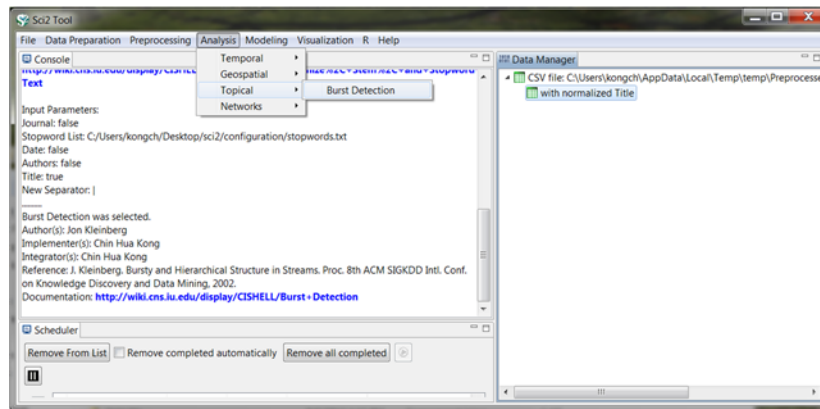 Sci2 Tool
File Data Preparation Preprocessing Analysis Modeling Visualization R Help
Console
Temporal
Geospatial
Topical
Networks
Burst Detection
Text
Input Parameters:
Journal: false
Stopword List: C:/Users/kongch/Desktop/sci2/configuration/stopwords.txt
Date: false
Authors: false
Title: true
New Separator: |
Burst Detection was selected.
Author(s): Jon Kleinberg
Implementer(s): Chin Hua Kong
Integrator(s): Chin Hua Kong
Reference: J. Kleinberg. Bursty and Hierarchical Structure in Streams. Proc. 8th ACM SIGKDD Intl. Conf.
on Knowledge Discovery and Data Mining, 2002.
Documentation: http://wiki.cns.iu.edu/display/CISHELL/Burst+Detection
Scheduler
Remove From List Remove completed automatically Remove all completed
Data Manager
CSV file: C:\Users\kongch\AppData\Local\Temp\temp\Preprocesse
with normalized Title